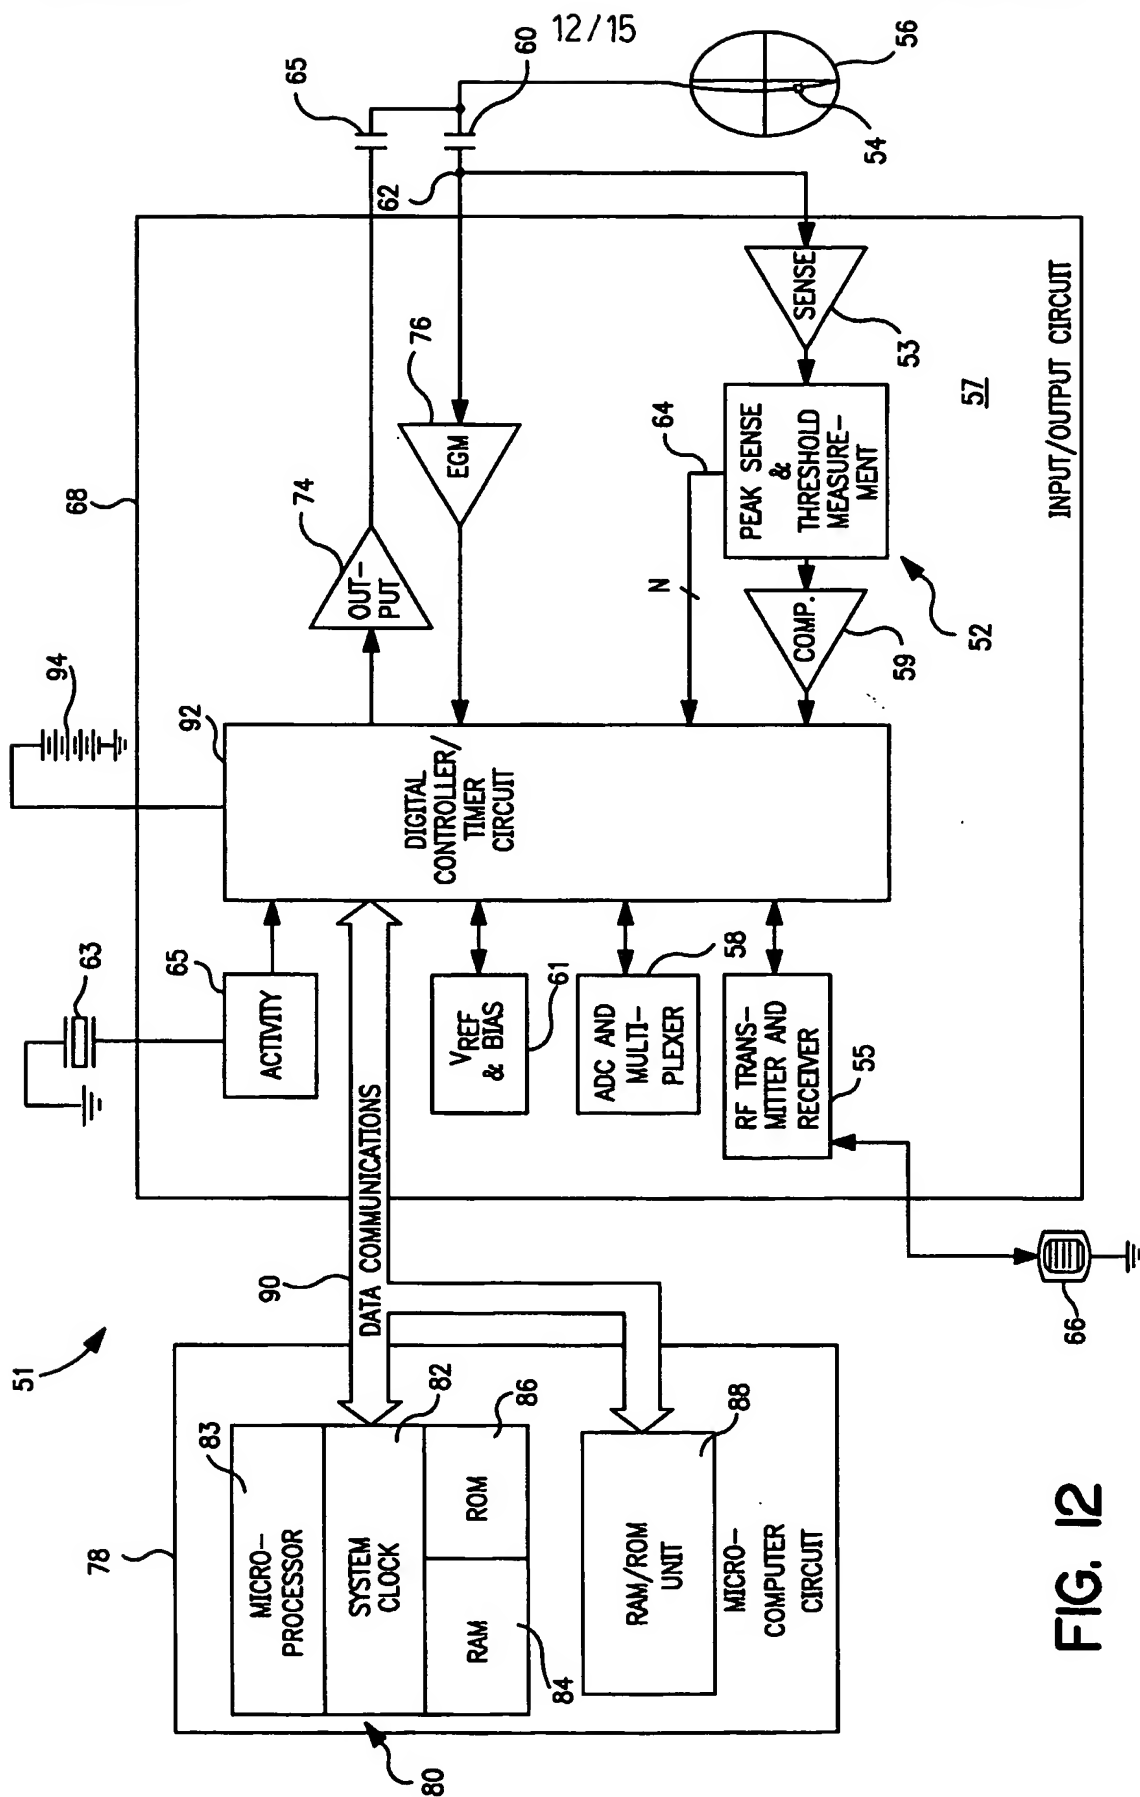 12/15
51
78
83
MICRO-
PROCESSOR
SYSTEM
CLOCK
82
RAM
ROM
86
84
80
RAM/ROM
UNIT
88
MICRO-
COMPUTER
CIRCUIT
90
DATA COMMUNICATIONS
66
63
65
ACTIVITY
VREF
& BIAS
61
ADC AND
MULTI-
PLEXER
58
RF TRANS-
MITTER AND
RECEIVER
55
94
92
DIGITAL
CONTROLLER/
TIMER
CIRCUIT
68
74
OUT-
PUT
76
EGM
N
64
COMP.
59
PEAK SENSE
&
THRESHOLD
MEASURE-
MENT
52
SENSE
53
57
INPUT/OUTPUT CIRCUIT
62
65
60
54
56
FIG. 12